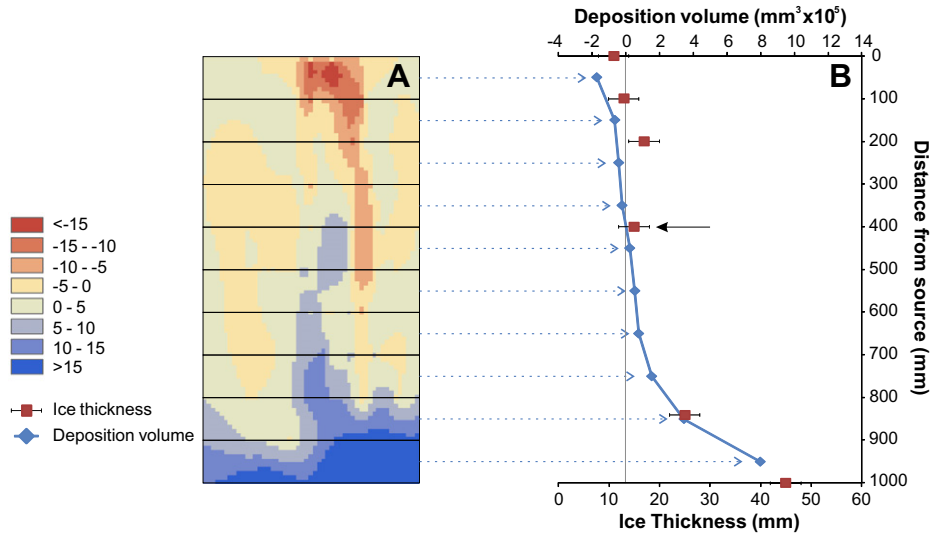 Deposition volume (mm³x10⁵)
-4 -2 0 2 4 6 8 10 12 14
A
B
0
100
200
300
400
500
600
700
800
900
1000
Distance from source (mm)
<-15
-15 - -10
-10 - -5
-5 - 0
0 - 5
5 - 10
10 - 15
>15
Ice thickness
Deposition volume
0 10 20 30 40 50 60
Ice Thickness (mm)